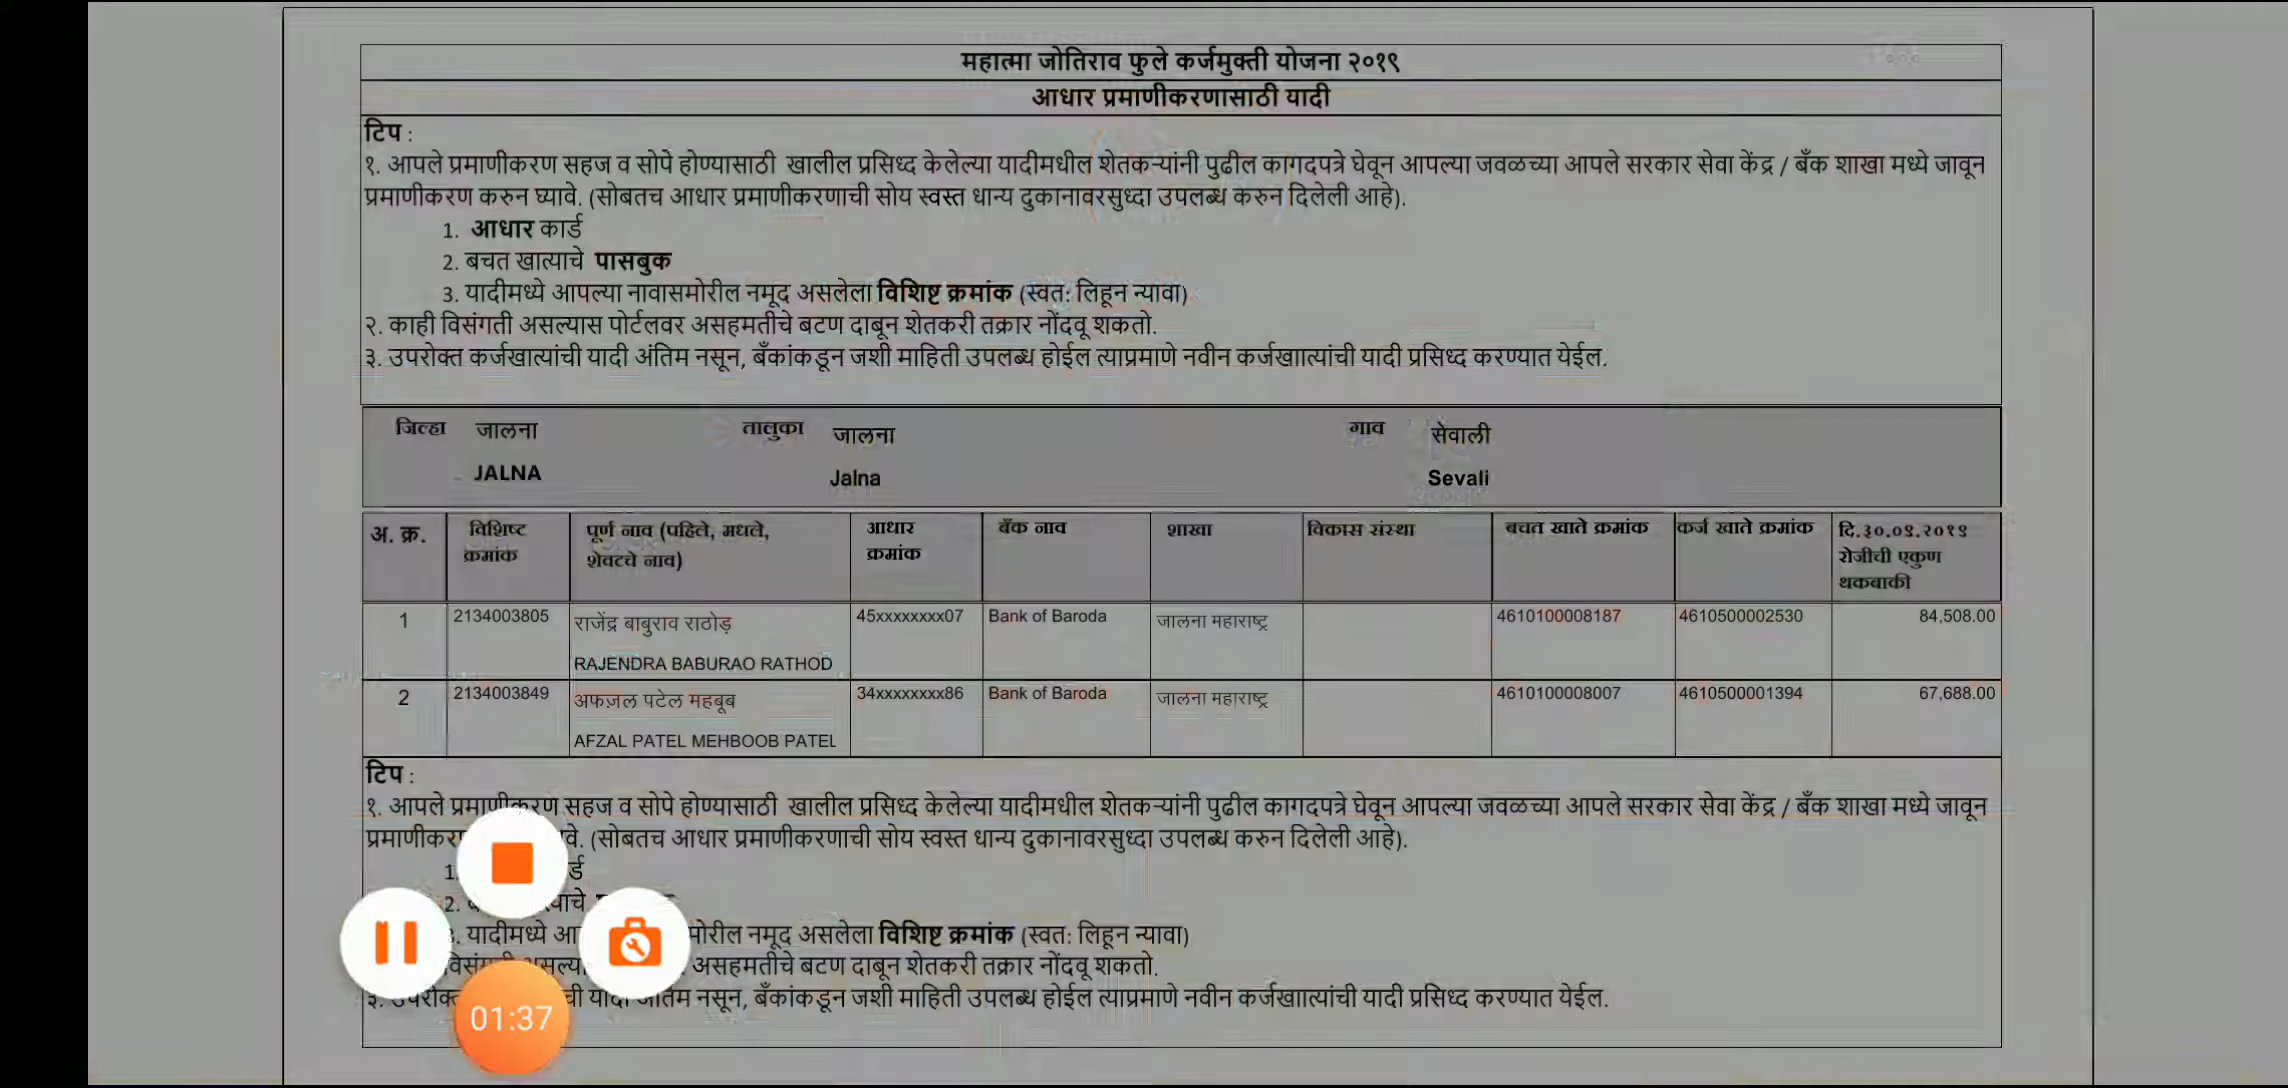 महात्मा जोतिराव फुले कर्जमुक्ती योजना २०१९
आधार प्रमाणीकरणासाठी यादी
टिप :
१. आपले प्रमाणीकरण सहज व सोपे होण्यासाठी खालील प्रसिध्द केलेल्या यादीमधील शेतकऱ्यांनी पुढील कागदपत्रे घेवून आपल्या जवळच्या आपले सरकार सेवा केंद्र / बँक शाखा मध्ये जावून
प्रमाणीकरण करुन घ्यावे. (सोबतच आधार प्रमाणीकरणाची सोय स्वस्त धान्य दुकानावरसुध्दा उपलब्ध करुन दिलेली आहे).
1. आधार कार्ड
2. बचत खात्याचे पासबुक
3. यादीमध्ये आपल्या नावासमोरील नमूद असलेला विशिष्ट क्रमांक (स्वत: लिहून न्यावा)
२. काही विसंगती असल्यास पोर्टलवर असहमतीचे बटण दाबून शेतकरी तक्रार नोंदवू शकतो.
३. उपरोक्त कर्जखात्यांची यादी अंतिम नसून, बँकांकडून जशी माहिती उपलब्ध होईल त्याप्रमाणे नवीन कर्जखाात्यांची यादी प्रसिध्द करण्यात येईल.
जिल्हा जालना तालुका जालना गाव सेवाली
JALNA Jalna Sevali
अ. क्र. विशिष्ट क्रमांक पूर्ण नाव (पहिले, मधले, शेवटचे नाव) आधार क्रमांक बँक नाव शाखा विकास संस्था बचत खाते क्रमांक कर्ज खाते क्रमांक दि.३०.०९.२०१९ रोजीची एकुण थकबाकी
1 2134003805 राजेंद्र बाबुराव राठोड़ 45xxxxxxxx07 Bank of Baroda जालना महाराष्ट्र 4610100008187 4610500002530 84,508.00
RAJENDRA BABURAO RATHOD
2 2134003849 अफज़ल पटेल महबूब 34xxxxxxxx86 Bank of Baroda जालना महाराष्ट्र 4610100008007 4610500001394 67,688.00
AFZAL PATEL MEHBOOB PATEL
टिप :
१. आपले प्रमाणीकरण सहज व सोपे होण्यासाठी खालील प्रसिध्द केलेल्या यादीमधील शेतकऱ्यांनी पुढील कागदपत्रे घेवून आपल्या जवळच्या आपले सरकार सेवा केंद्र / बँक शाखा मध्ये जावून
(सोबतच आधार प्रमाणीकरणाची सोय स्वस्त धान्य दुकानावरसुध्दा उपलब्ध करुन दिलेली आहे).
1.
2.
यादीमध्ये नमूद असलेला विशिष्ट क्रमांक (स्वत: लिहून न्यावा)
असहमतीचे बटण दाबून शेतकरी तक्रार नोंदवू शकतो.
नसून, बँकांकडून जशी माहिती उपलब्ध होईल त्याप्रमाणे नवीन कर्जखाात्यांची यादी प्रसिध्द करण्यात येईल.
01:37